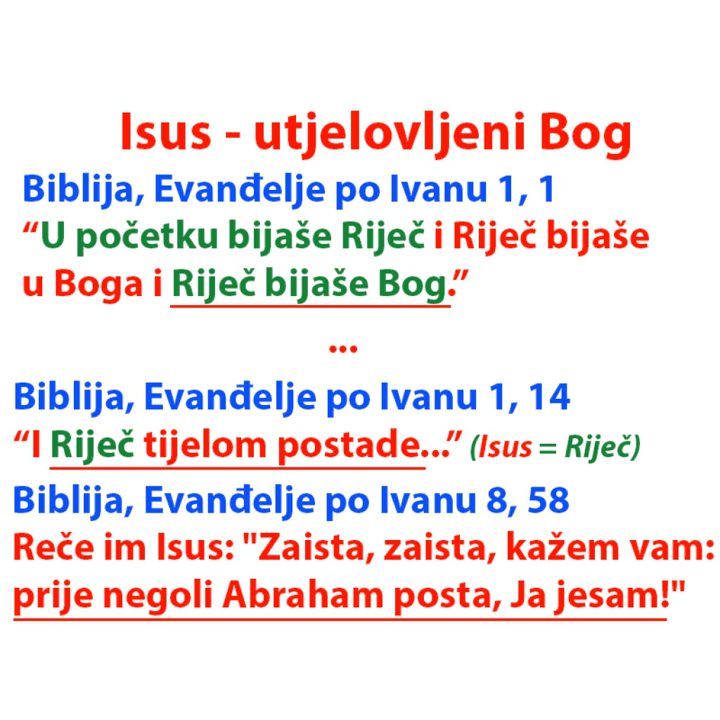 Isus - utjelovljeni Bog
Biblija, Evanđelje po Ivanu 1, 1
“U početku bijaše Riječ i Riječ bijaše
u Boga i Riječ bijaše Bog.”
...
Biblija, Evanđelje po Ivanu 1, 14
“I Riječ tijelom postade...” (Isus = Riječ)
Biblija, Evanđelje po Ivanu 8, 58
Reče im Isus: "Zaista, zaista, kažem vam:
prije negoli Abraham posta, Ja jesam!"